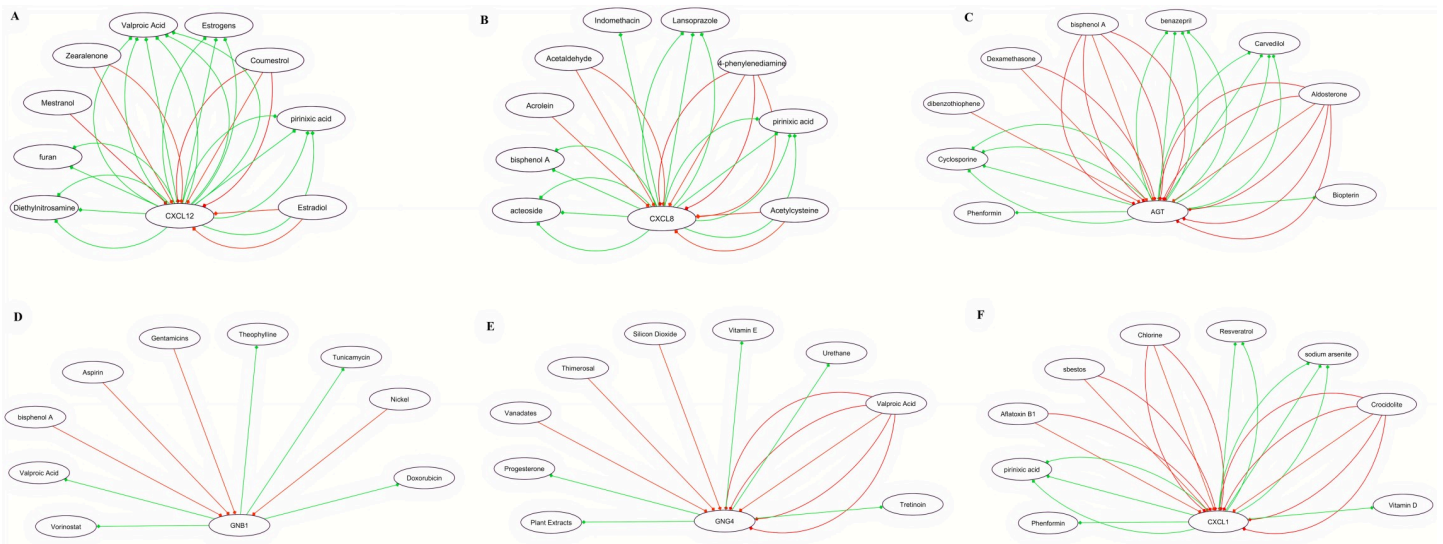 A
Valproic Acid
Estrogens
Zearalenone
Coumestrol
Mestranol
pirinixic acid
furan
Diethylnitrosamine
Estradiol
CXCL12
B
Indomethacin
Lansoprazole
Acetaldehyde
4-phenylenediamine
Acrolein
pirinixic acid
bisphenol A
acteoside
Acetylcysteine
CXCL8
C
bisphenol A
benazepril
Carvedilol
Dexamethasone
Aldosterone
dibenzothiophene
Cyclosporine
Biopterin
Phenformin
AGT
D
Gentamicins
Theophylline
Tunicamycin
Aspirin
Nickel
bisphenol A
Valproic Acid
Doxorubicin
Vorinostat
GNB1
E
Silicon Dioxide
Vitamin E
Urethane
Thimerosal
Valproic Acid
Vanadates
Progesterone
Tretinoin
Plant Extracts
GNG4
F
Chlorine
Resveratrol
sodium arsenite
sbestos
Crocidolite
Aflatoxin B1
pirinixic acid
Vitamin D
Phenformin
CXCL1